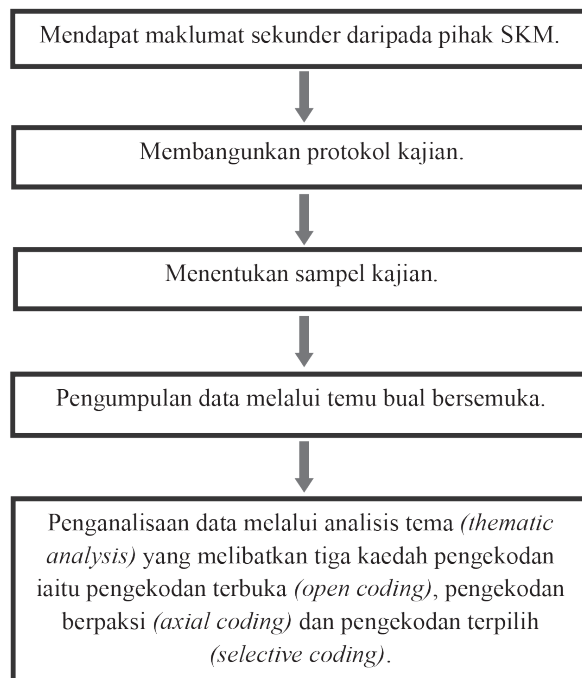 Mendapat maklumat sekunder daripada pihak SKM.
Membangunkan protokol kajian.
Menentukan sampel kajian.
Pengumpulan data melalui temu bual bersemuka.
Penganalisaan data melalui analisis tema (thematic
analysis) yang melibatkan tiga kaedah pengekodan
iaitu pengekodan terbuka (open coding), pengekodan
berpaksi (axial coding) dan pengekodan terpilih
(selective coding).